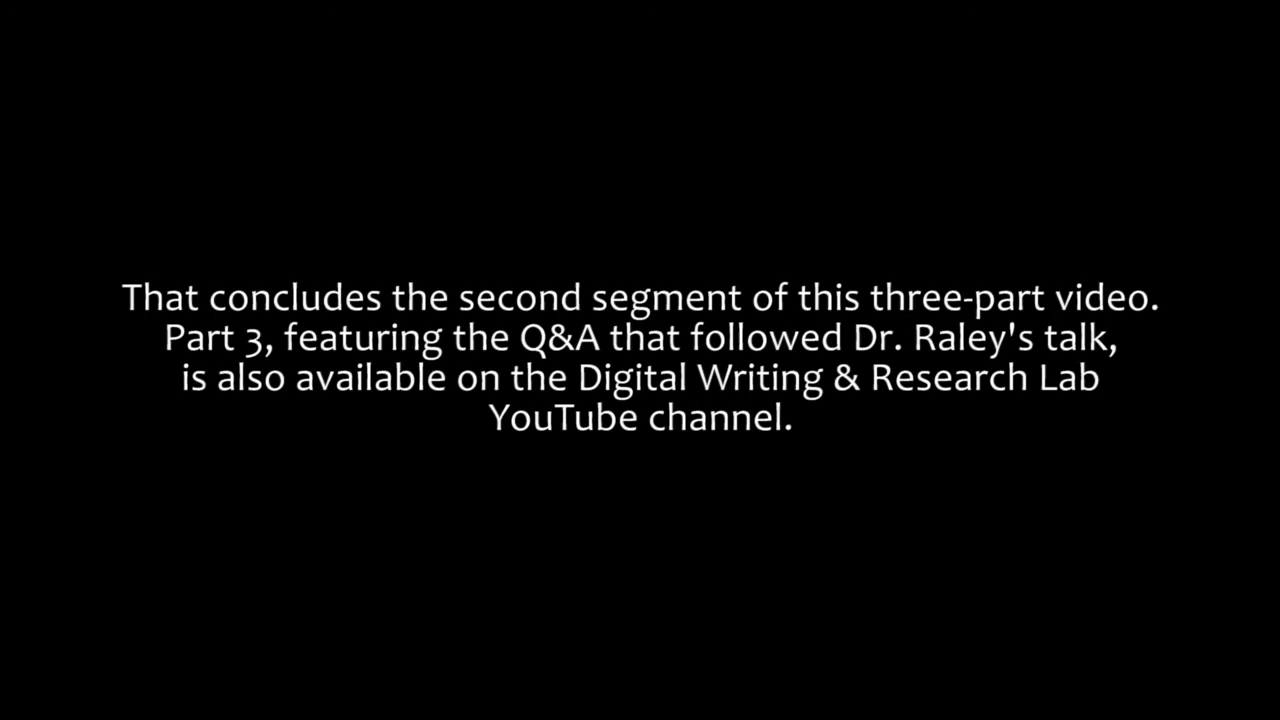 That concludes the second segment of this three-part video.
Part 3, featuring the Q&A that followed Dr. Raley's talk,
is also available on the Digital Writing & Research Lab
YouTube channel.